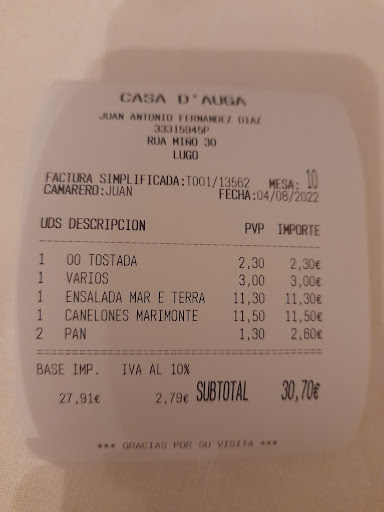 CASA D'AUGA
JUAN ANTONIO FERNANDEZ DIAZ
33315945P
RUA MIÑO 30
LUGO
FACTURA SIMPLIFICADA:T001/13562 MESA: 10
CAMARERO:JUAN FECHA:04/08/2022
UDS DESCRIPCION PVP IMPORTE
1 00 TOSTADA 2,30 2,30€
1 VARIOS 3,00 3,00€
1 ENSALADA MAR E TERRA 11,30 11,30€
1 CANELONES MARIMONTE 11,50 11,50€
2 PAN 1,30 2,60€
BASE IMP. IVA AL 10%
27,91€ 2,79€ SUBTOTAL 30,70€
*** GRACIAS POR SU VISITA ***